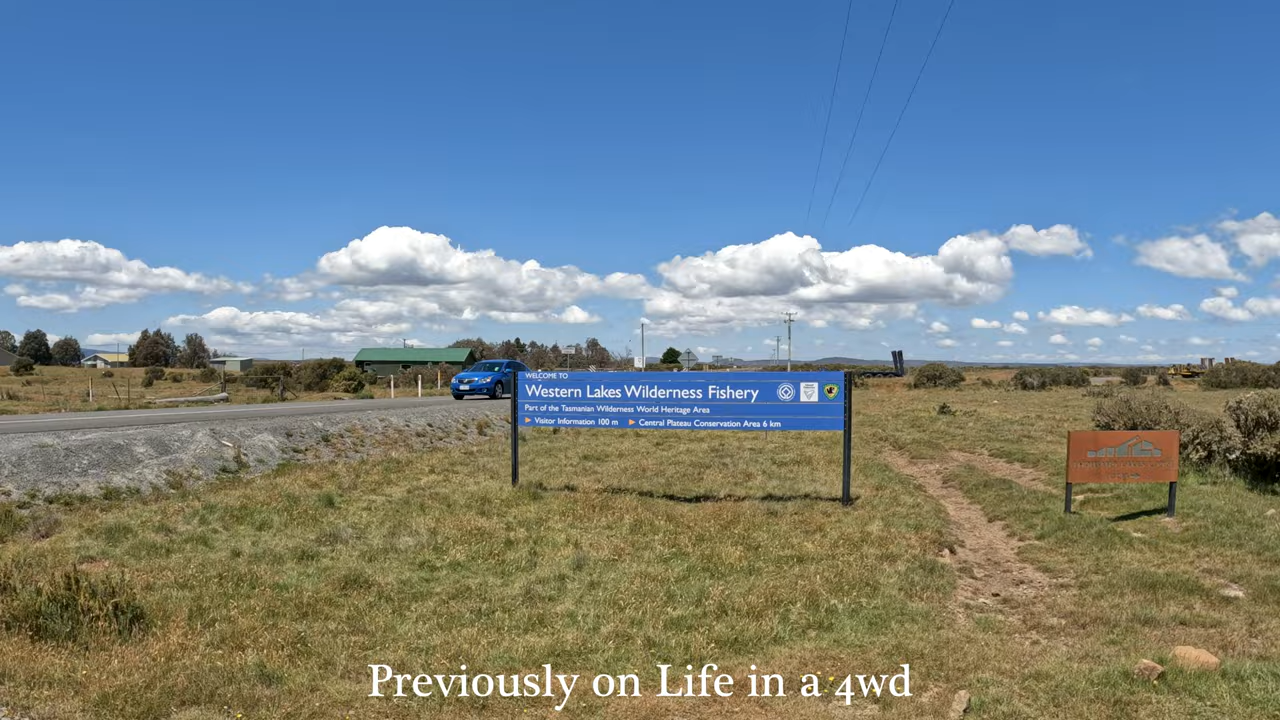 WELCOME TO
Western Lakes Wilderness Fishery
Part of the Tasmanian Wilderness World Heritage Area
Visitor Information 100 m Central Plateau Conservation Area 6 km
Previously on Life in a 4wd